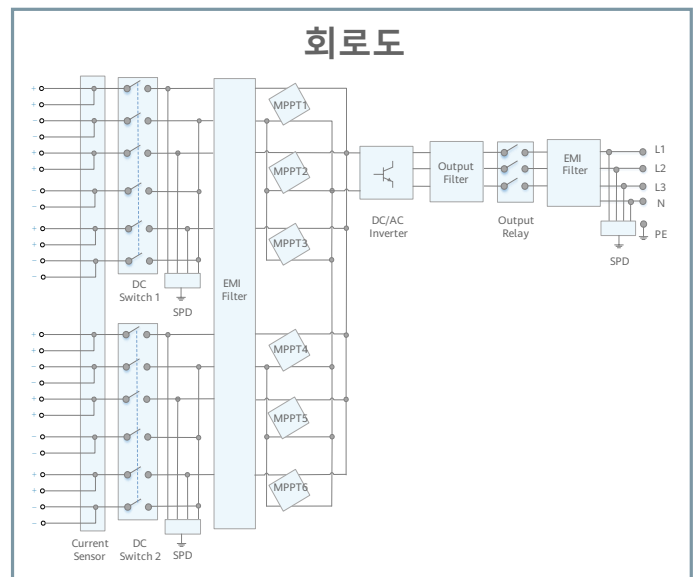 회로도
+
+
−
−
+
+
−
−
+
+
−
−
DC
Switch 1
SPD
EMI
Filter
MPPT1
MPPT2
MPPT3
DC/AC
Inverter
Output
Filter
Output
Relay
EMI
Filter
L1
L2
L3
N
PE
SPD
+
+
−
−
+
+
−
−
+
+
−
−
Current
Sensor
DC
Switch 2
SPD
MPPT4
MPPT5
MPPT6